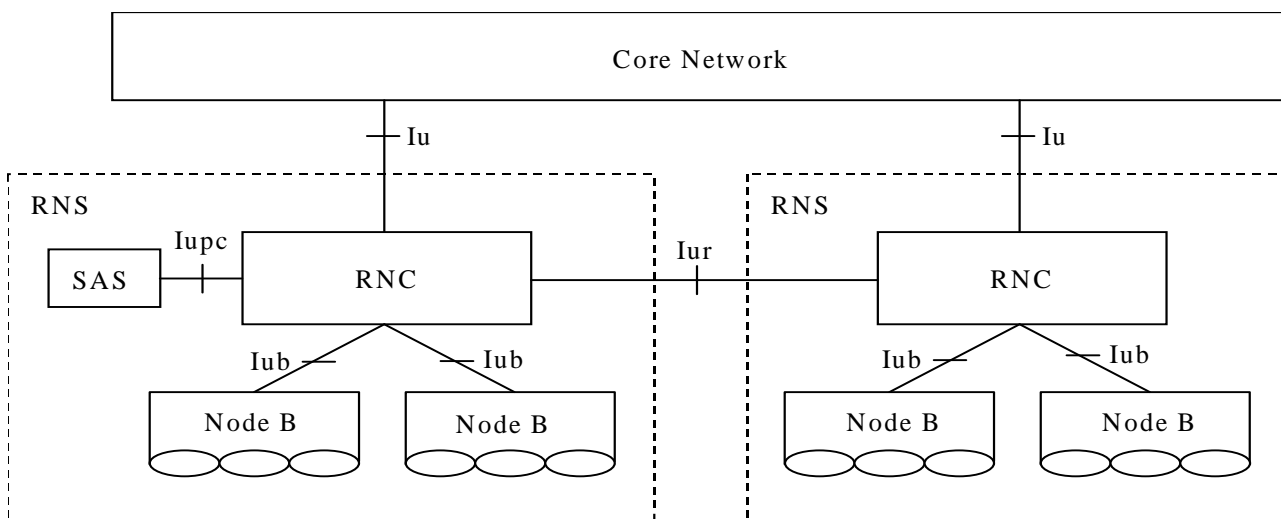 Core Network
Iu
Iu
RNS
RNS
Iupc
Iur
SAS
RNC
RNC
Iub
Iub
Iub
Iub
Node B
Node B
Node B
Node B